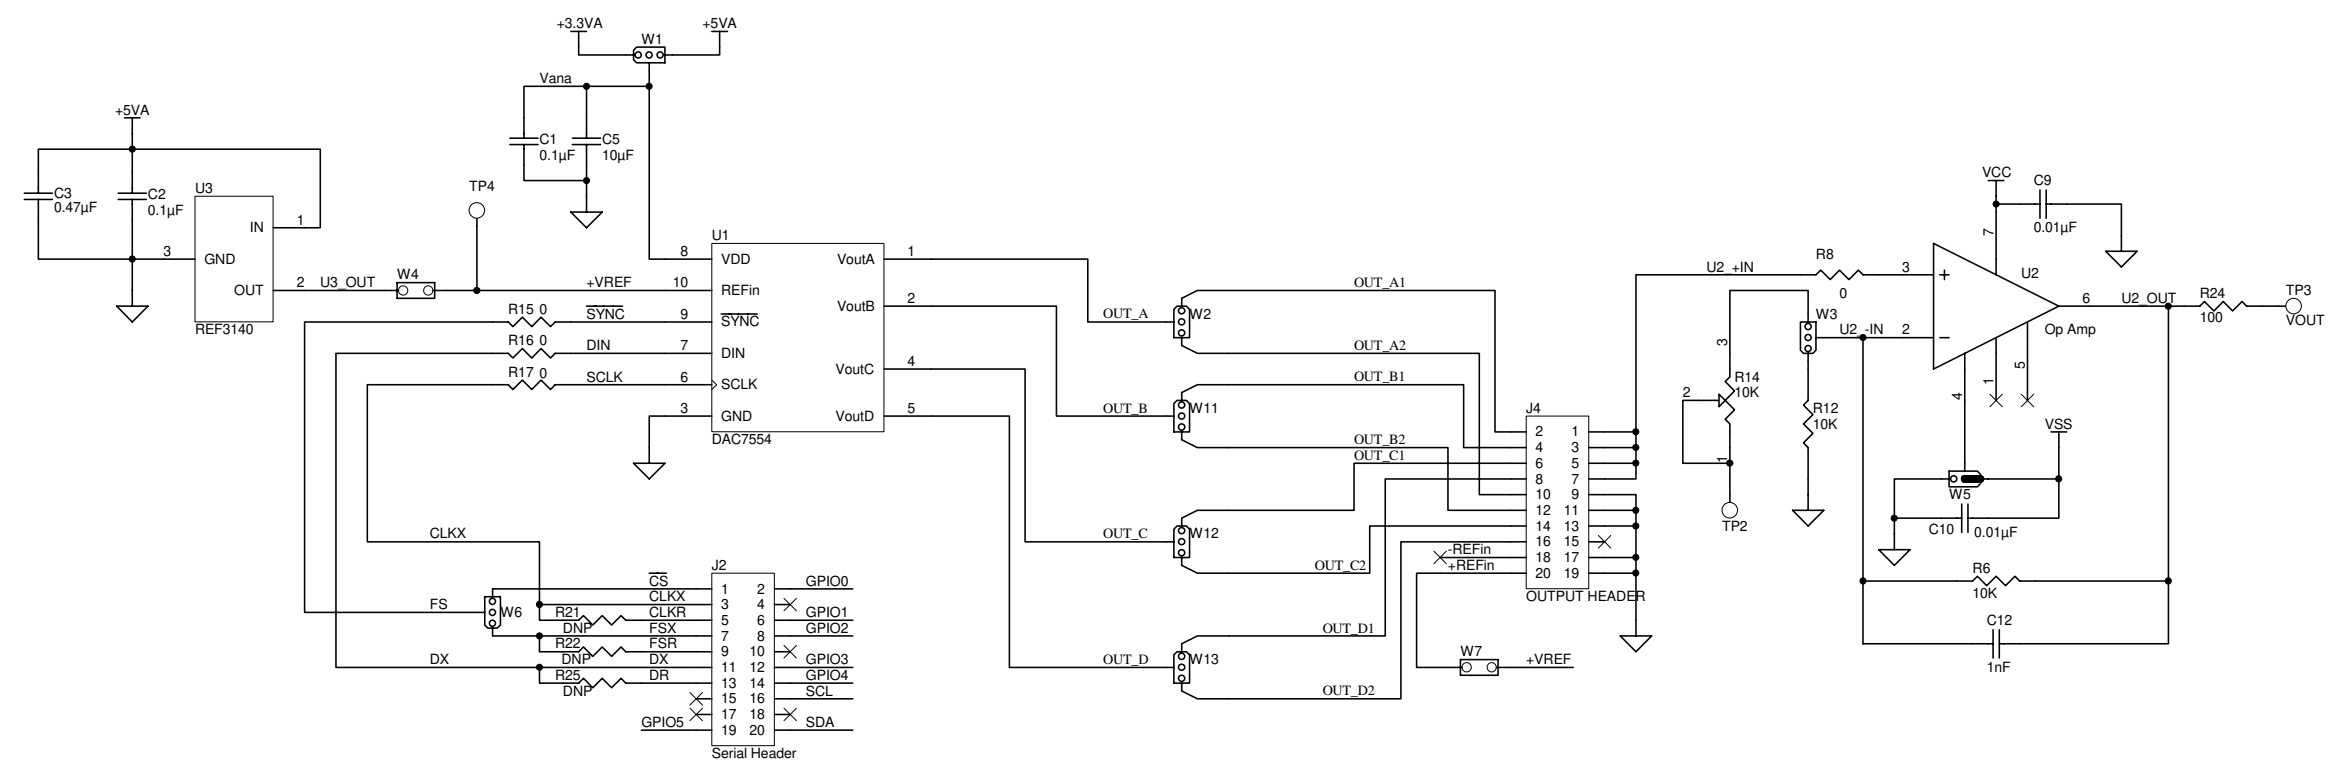 +3.3VA
+5VA
W1
Vana
C1
0.1µF
C5
10µF
+5VA
C3
0.47µF
C2
0.1µF
U3
IN
1
3
GND
OUT
2
REF3140
U3_OUT
W4
TP4
+VREF
R15 0
SYNC
R16 0
DIN
R17 0
SCLK
U1
8
VDD
10
REFin
9
SYNC
7
DIN
6
SCLK
3
GND
VoutA
1
VoutB
2
VoutC
4
VoutD
5
DAC7554
CLKX
FS
DX
W6
J2
CS
1
2
GPIO0
CLKX
3
4
R21
DNP
CLKR
5
6
GPIO1
FSX
7
8
GPIO2
R22
DNP
FSR
9
10
DX
11
12
GPIO3
R25
DNP
DR
13
14
GPIO4
15
16
SCL
17
18
GPIO5
19
20
SDA
Serial Header
OUT_A
W2
OUT_A1
OUT_A2
OUT_B
W11
OUT_B1
OUT_B2
OUT_C
W12
OUT_C1
OUT_C2
OUT_D
W13
OUT_D1
OUT_D2
J4
2 1
4 3
6 5
8 7
10 9
12 11
14 13
16 15
-REFin
18 17
+REFin
20 19
OUTPUT HEADER
W7
+VREF
U2_+IN
R8
0
3
W3
U2_-IN
2
3
R14
10K
2
1
TP2
R12
10K
VCC
C9
0.01µF
7
+
-
U2
Op Amp
6
U2_OUT
R24
100
TP3
VOUT
4
1
5
VSS
W5
C10
0.01µF
R6
10K
C12
1nF